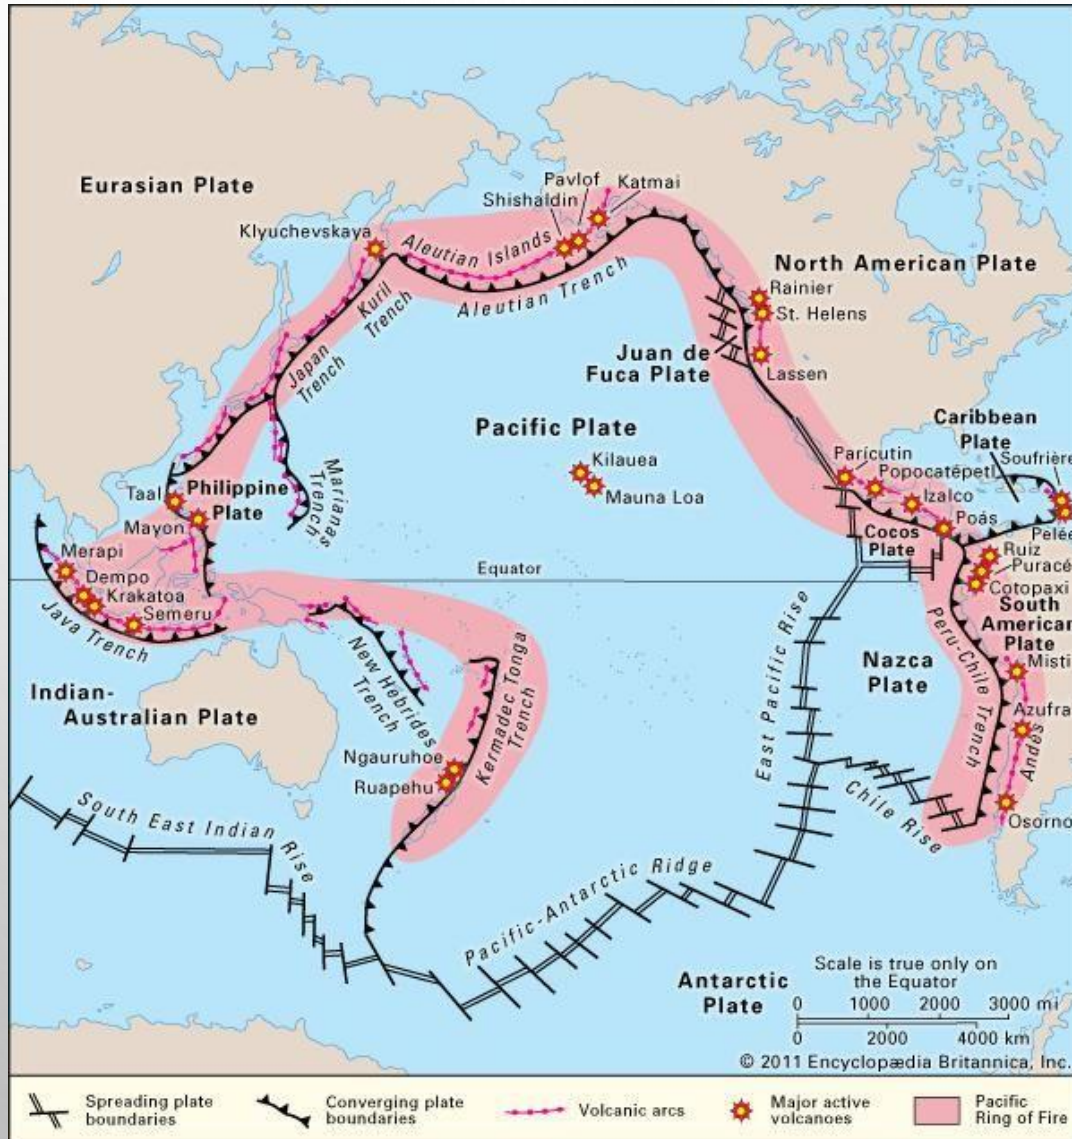 Eurasian Plate
Klyuchevskaya
Shishaldin
Pavlof
Katmai
Aleutian Islands
Aleutian Trench
Kuril
Trench
Japan
Trench
North American Plate
Rainier
St. Helens
Juan de
Fuca Plate
Lassen
Pacific Plate
Kilauea
Mauna Loa
Caribbean
Plate
Soufrière
Parícutin
Popocatépetl
Izalco
Poás
Pelée
Cocos
Plate
Taal
Philippine
Plate
Mayon
Marianas
Trench
Merapi
Dempo
Krakatoa
Semeru
Java Trench
Equator
Ruiz
Puracé
Cotopaxi
South
American
Plate
Misti
Azufral
Andes
Osorno
Peru-Chile Trench
Nazca
Plate
East Pacific Rise
Chile Rise
Indian-
Australian Plate
New Hebrides
Trench
Kermadec Tonga
Trench
Ngauruhoe
Ruapehu
South East Indian Rise
Pacific-Antarctic Ridge
Antarctic
Plate
Scale is true only on
the Equator
0 1000 2000 3000 mi
0 2000 4000 km
© 2011 Encyclopædia Britannica, Inc.
Spreading plate
boundaries
Converging plate
boundaries
Volcanic arcs
Major active
volcanoes
Pacific
Ring of Fire